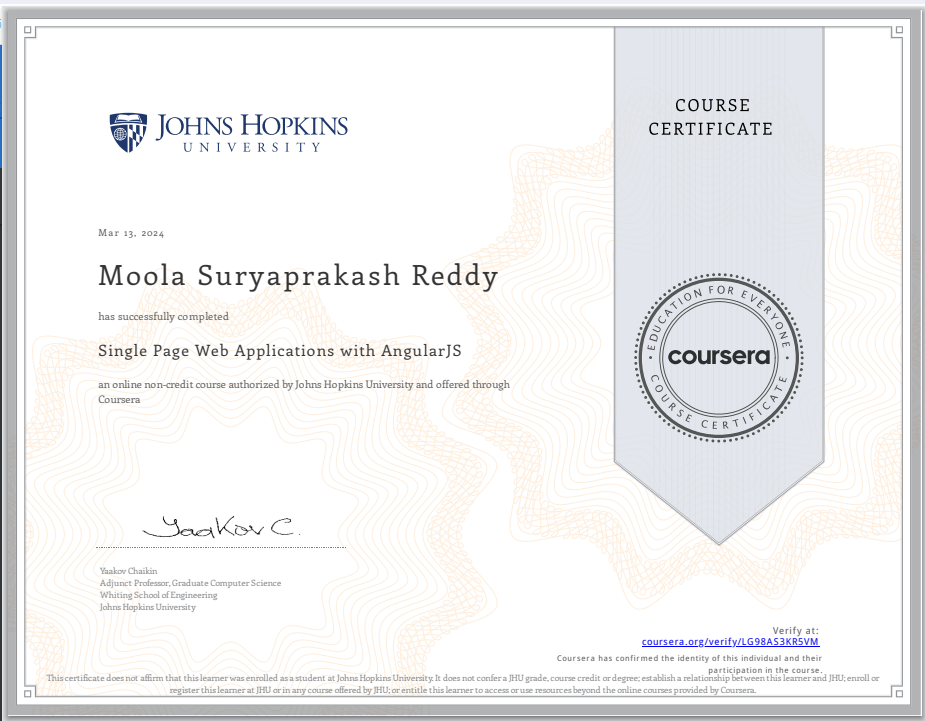 JOHNS HOPKINS
UNIVERSITY
COURSE
CERTIFICATE
Mar 13, 2024
Moola Suryaprakash Reddy
has successfully completed
Single Page Web Applications with AngularJS
an online non-credit course authorized by Johns Hopkins University and offered through
Coursera
EDUCATION FOR EVERYONE
coursera
COURSE CERTIFICATE
Yaakov C.
Yaakov Chaikin
Adjunct Professor, Graduate Computer Science
Whiting School of Engineering
Johns Hopkins University
Verify at:
coursera.org/verify/LG98AS3KR5VM
Coursera has confirmed the identity of this individual and their
participation in the course.
This certificate does not affirm that this learner was enrolled as a student at Johns Hopkins University. It does not confer a JHU grade, course credit or degree; establish a relationship between this learner and JHU; enroll or
register this learner at JHU or in any course offered by JHU; or entitle this learner to access or use resources beyond the online courses provided by Coursera.